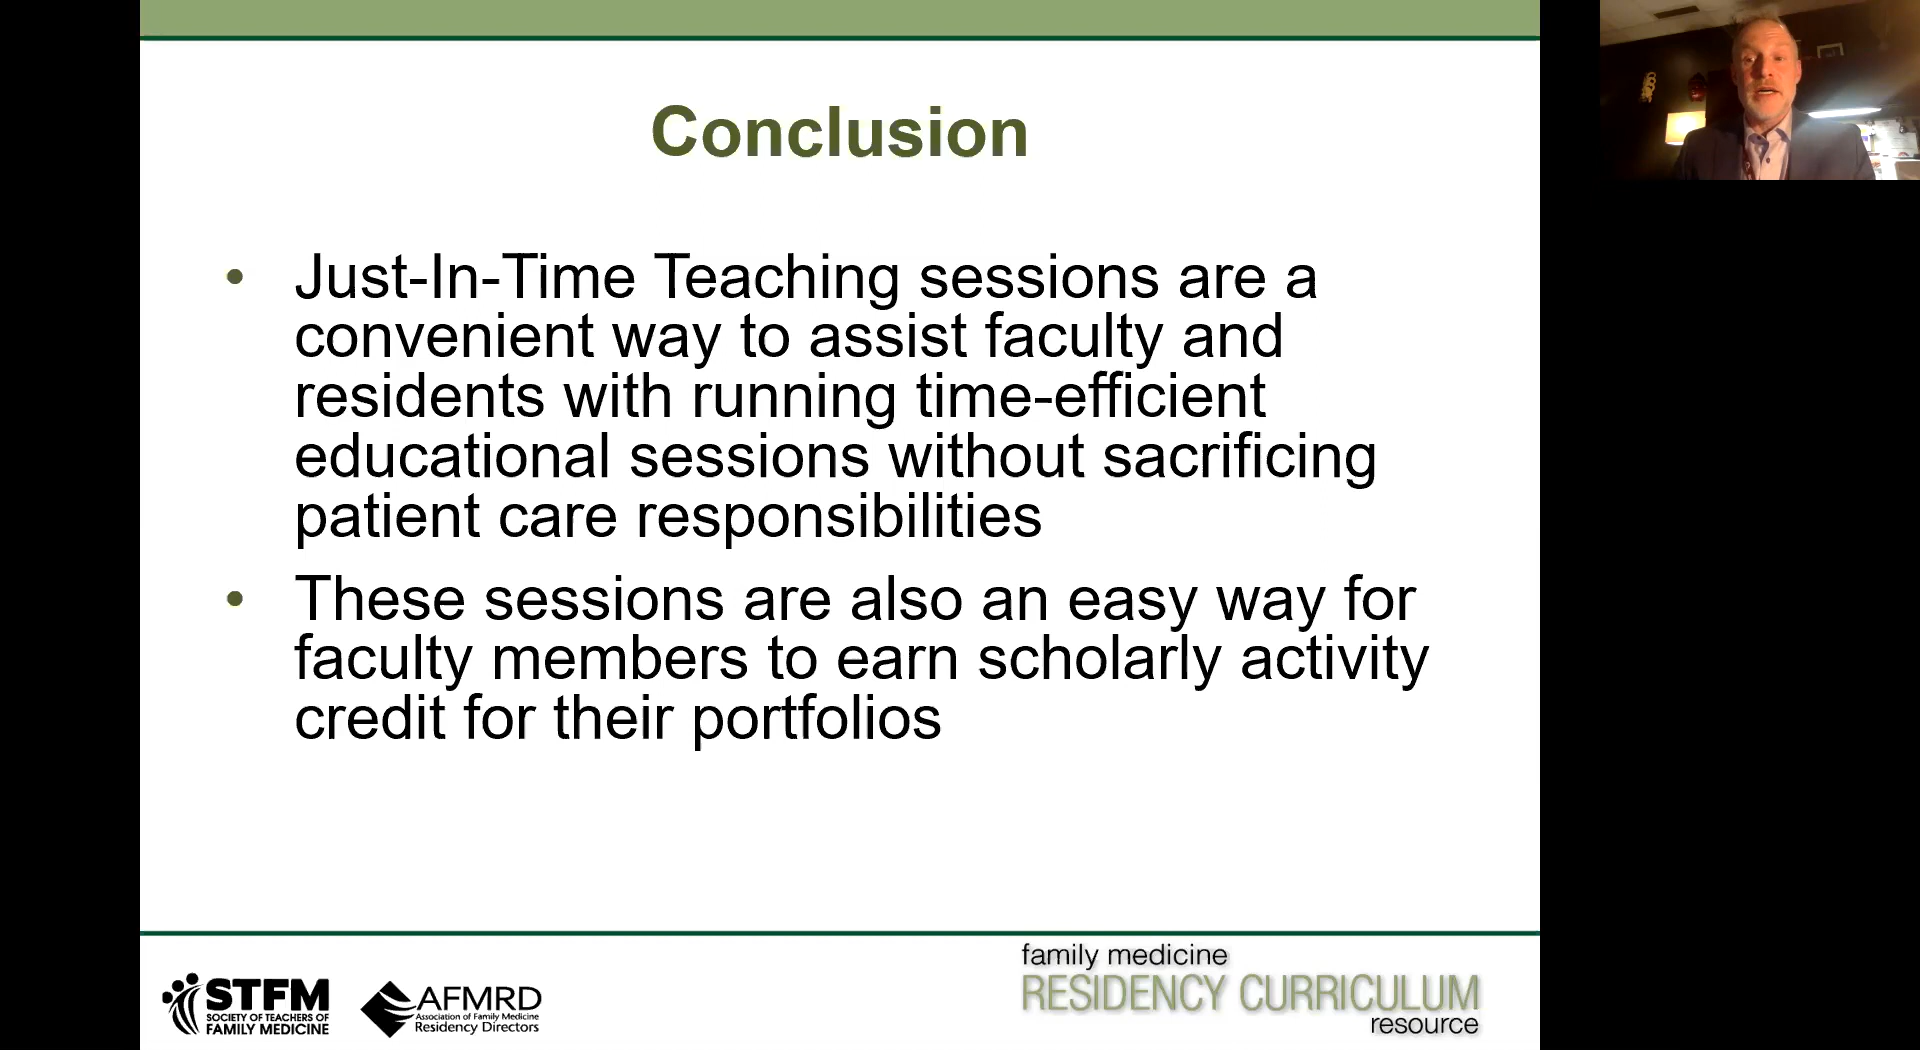 Conclusion
• Just-In-Time Teaching sessions are a
convenient way to assist faculty and
residents with running time-efficient
educational sessions without sacrificing
patient care responsibilities
• These sessions are also an easy way for
faculty members to earn scholarly activity
credit for their portfolios
STFM
SOCIETY OF TEACHERS OF
FAMILY MEDICINE
AFMRD
Association of Family Medicine
Residency Directors
family medicine
RESIDENCY CURRICULUM
resource